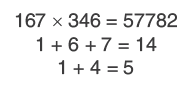 167 × 346 = 57782
1 + 6 + 7 = 14
1 + 4 = 5